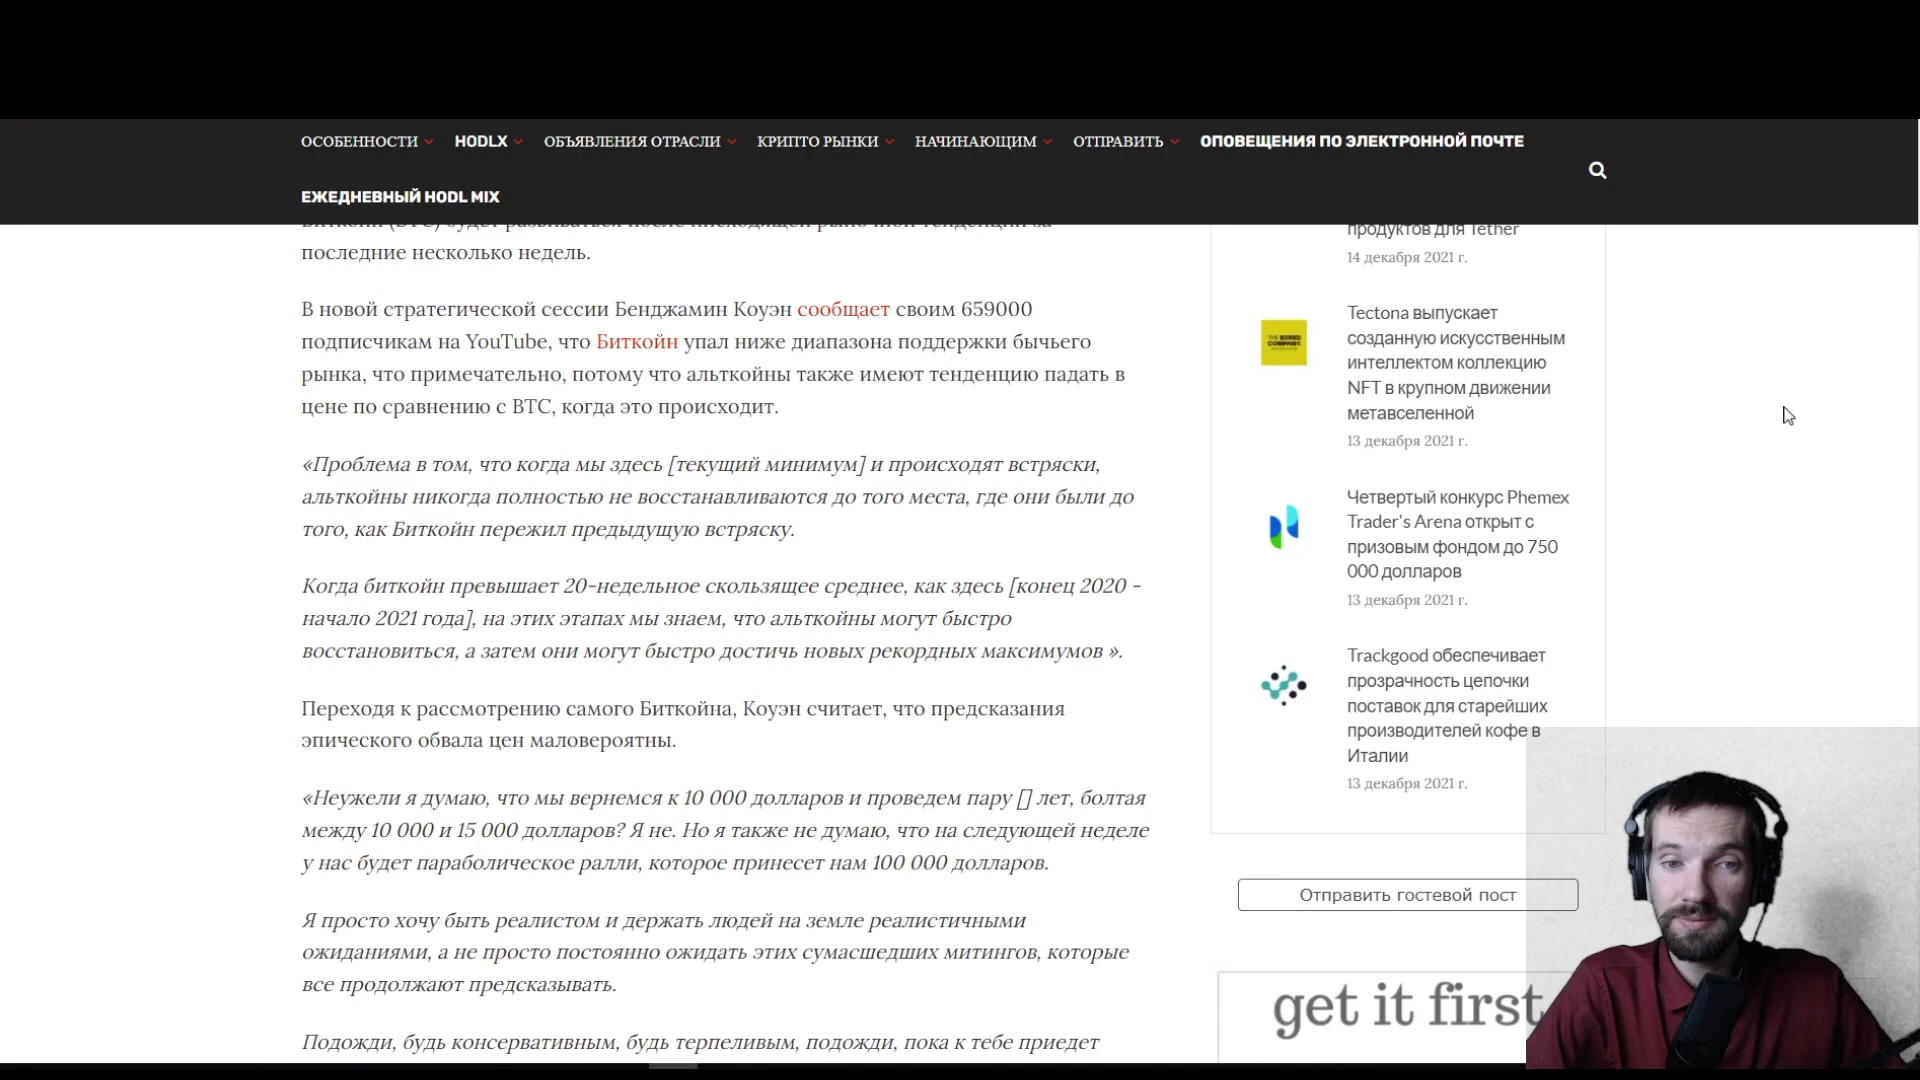 ОСОБЕННОСТИ HODLX ОБЪЯВЛЕНИЯ ОТРАСЛИ КРИПТО РЫНКИ НАЧИНАЮЩИМ ОТПРАВИТЬ ОПОВЕЩЕНИЯ ПО ЭЛЕКТРОННОЙ ПОЧТЕ
ЕЖЕДНЕВНЫЙ HODL MIX
последние несколько недель.
В новой стратегической сессии Бенджамин Коуэн сообщает своим 659000
подписчикам на YouTube, что Биткойн упал ниже диапазона поддержки бычьего
рынка, что примечательно, потому что альткойны также имеют тенденцию падать в
цене по сравнению с BTC, когда это происходит.
«Проблема в том, что когда мы здесь [текущий минимум] и происходят встряски,
альткойны никогда полностью не восстанавливаются до того места, где они были до
того, как Биткойн пережил предыдущую встряску.
Когда биткойн превышает 20-недельное скользящее среднее, как здесь [конец 2020 -
начало 2021 года], на этих этапах мы знаем, что альткойны могут быстро
восстановиться, а затем они могут быстро достичь новых рекордных максимумов ».
Переходя к рассмотрению самого Биткойна, Коуэн считает, что предсказания
эпического обвала цен маловероятны.
«Неужели я думаю, что мы вернемся к 10 000 долларов и проведем пару [] лет, болтая
между 10 000 и 15 000 долларов? Я не. Но я также не думаю, что на следующей неделе
у нас будет параболическое ралли, которое принесет нам 100 000 долларов.
Я просто хочу быть реалистом и держать людей на земле реалистичными
ожиданиями, а не просто постоянно ожидать этих сумасшедших митингов, которые
все продолжают предсказывать.
Подожди, будь консервативным, будь терпеливым, подожди, пока к тебе приедет
продуктов для Tether
14 декабря 2021 г.
Tectona выпускает
созданную искусственным
интеллектом коллекцию
NFT в крупном движении
метавселенной
13 декабря 2021 г.
Четвертый конкурс Phemex
Trader's Arena открыт с
призовым фондом до 750
000 долларов
13 декабря 2021 г.
Trackgood обеспечивает
прозрачность цепочки
поставок для старейших
производителей кофе в
Италии
13 декабря 2021 г.
Отправить гостевой пост
get it first